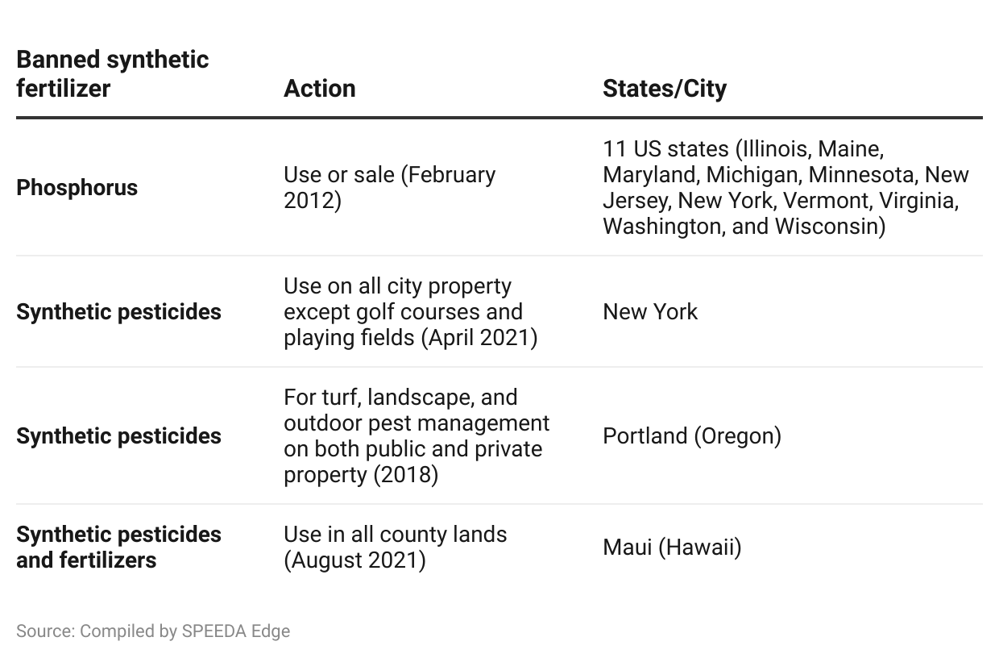 Banned synthetic
fertilizer
Action
States/City
Phosphorus
Use or sale (February
2012)
11 US states (Illinois, Maine,
Maryland, Michigan, Minnesota, New
Jersey, New York, Vermont, Virginia,
Washington, and Wisconsin)
Synthetic pesticides
Use on all city property
except golf courses and
playing fields (April 2021)
New York
Synthetic pesticides
For turf, landscape, and
outdoor pest management
on both public and private
property (2018)
Portland (Oregon)
Synthetic pesticides
and fertilizers
Use in all county lands
(August 2021)
Maui (Hawaii)
Source: Compiled by SPEEDA Edge